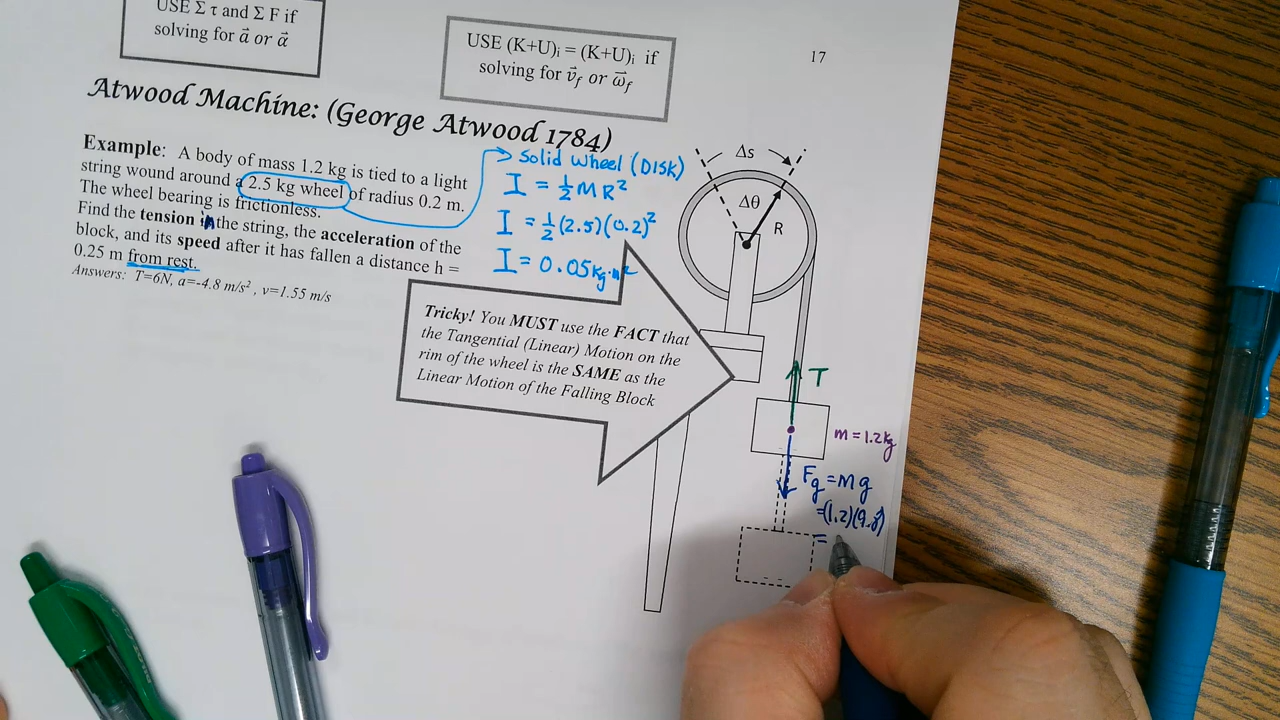 USE Σ τ and Σ F if
solving for a⃗ or α⃗
USE (K+U)i = (K+U)i if
solving for v⃗f or ω⃗f
17
Atwood Machine: (George Atwood 1784)
Example: A body of mass 1.2 kg is tied to a light
string wound around a 2.5 kg wheel of radius 0.2 m.
The wheel bearing is frictionless.
Find the tension in the string, the acceleration of the
block, and its speed after it has fallen a distance h =
0.25 m from rest.
Answers: T=6N, a=-4.8 m/s², v=1.55 m/s
Solid Wheel (DISK)
I = ½MR²
I = ½(2.5)(0.2)²
I = 0.05 kg·m²
Tricky! You MUST use the FACT that
the Tangential (Linear) Motion on the
rim of the wheel is the SAME as the
Linear Motion of the Falling Block
Δs
Δθ
R
T
m = 1.2kg
Fg = mg
=(1.2)(9.8)
=